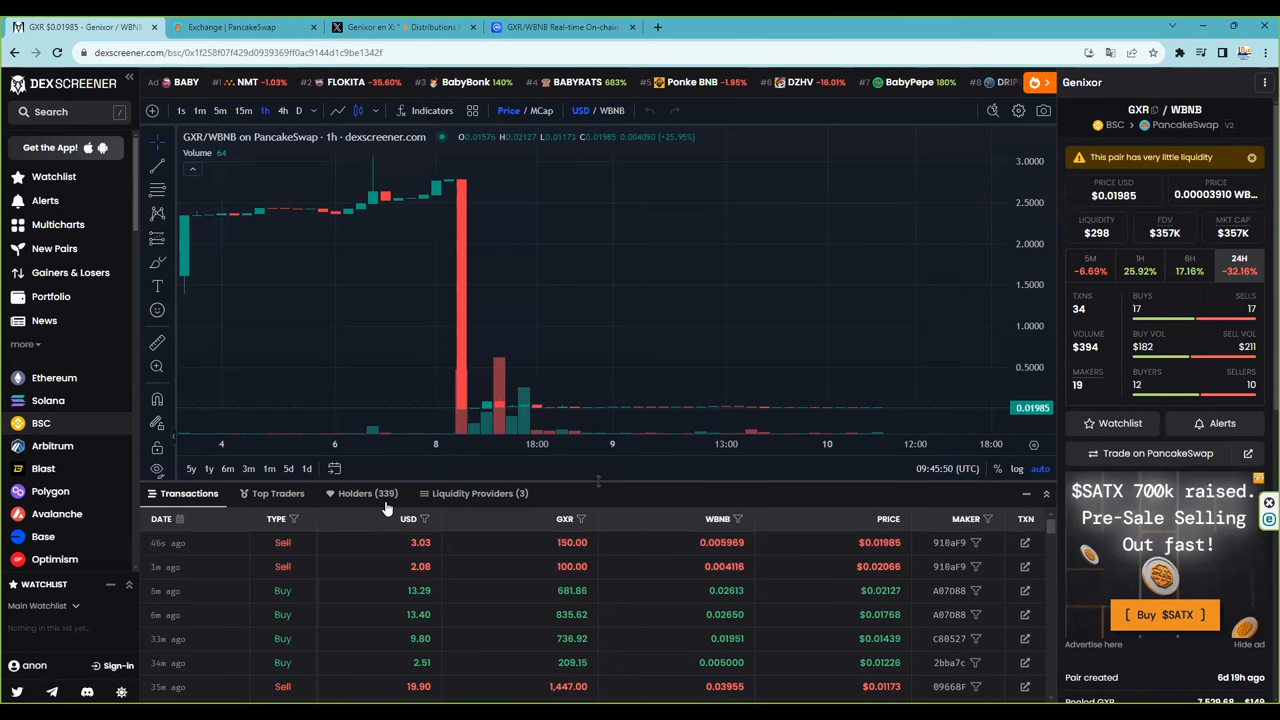 GXR $0.01985 - Genixor / WBNB
Exchange | PancakeSwap
Genixor en X: " Distributions
GXR/WBNB Real-time On-chain
dexscreener.com/bsc/0x1f258f07f429d0939369ff0ac9144d1c9be1342f
DEXSCREENER
Search /
Get the App!
Watchlist
Alerts
Multicharts
New Pairs
Gainers & Losers
Portfolio
News
more
Ethereum
Solana
BSC
Arbitrum
Blast
Polygon
Avalanche
Base
Optimism
WATCHLIST
Main Watchlist
Nothing in this list yet...
anon Sign-in
Ad BABY #1 NMT -1.03% #2 FLOKITA -35.60% #3 BabyBonk 140% #4 BABYRATS 683% #5 Ponke BNB -1.95% #6 DZHV -16.01% #7 BabyPepe 180% #8 DRIP
1s 1m 5m 15m 1h 4h D Indicators Price / MCap USD / WBNB
GXR/WBNB on PancakeSwap · 1h · dexscreener.com O0.01576 H0.02127 L0.01173 C0.01985 0.004090 (+25.95%)
Volume 64
3.0000
2.5000
2.0000
1.5000
1.0000
0.5000
0.01985
4 6 8 18:00 9 13:00 10 12:00 18:00
5y 1y 6m 3m 1m 5d 1d 09:45:50 (UTC) % log auto
Transactions Top Traders Holders (339) Liquidity Providers (3)
DATE TYPE USD GXR WBNB PRICE MAKER TXN
46s ago Sell 3.03 150.00 0.005969 $0.01985 910aF9
1m ago Sell 2.08 100.00 0.004116 $0.02066 910aF9
5m ago Buy 13.29 681.86 0.02613 $0.02127 A07D88
6m ago Buy 13.40 835.62 0.02650 $0.01768 A07D88
33m ago Buy 9.80 736.92 0.01951 $0.01439 C80527
34m ago Buy 2.51 209.15 0.005000 $0.01226 2bba7c
35m ago Sell 19.90 1,447.00 0.03955 $0.01173 09668F
Genixor
GXR / WBNB
BSC > PancakeSwap V2
This pair has very little liquidity
PRICE USD
$0.01985
PRICE
0.00003910 WB...
LIQUIDITY
$298
FDV
$357K
MKT CAP
$357K
5M
-6.69%
1H
25.92%
6H
17.16%
24H
-32.16%
TXNS
34
BUYS
17
SELLS
17
VOLUME
$394
BUY VOL
$182
SELL VOL
$211
MAKERS
19
BUYERS
12
SELLERS
10
Watchlist Alerts
Trade on PancakeSwap
$SATX 700k raised.
Pre-Sale Selling
Out fast!
[ Buy $SATX ]
Advertise here Hide ad
Pair created 6d 19h ago
Pooled GXR 7,529.68 $149